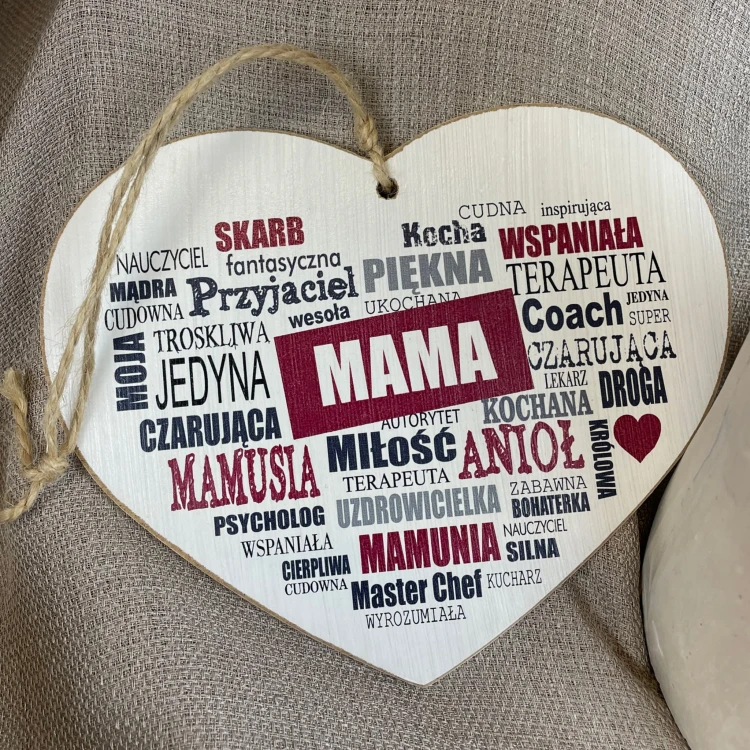 CUDNA inspirująca
SKARB Kocha WSPANIAŁA
NAUCZYCIEL fantastyczna PIĘKNA TERAPEUTA
MĄDRA Przyjaciel UKOCHANA JEDYNA
CUDOWNA wesoła Coach SUPER
MOJA TROSKLIWA MAMA CZARUJĄCA
JEDYNA LEKARZ DROGA
CZARUJĄCA AUTORYTET KOCHANA
MIŁOŚĆ ANIOŁ KRÓLOWA
MAMUSIA TERAPEUTA ZABAWNA
PSYCHOLOG UZDROWICIELKA BOHATERKA
WSPANIAŁA MAMUNIA NAUCZYCIEL
CIERPLIWA SILNA
CUDOWNA Master Chef KUCHARZ
WYROZUMIAŁA